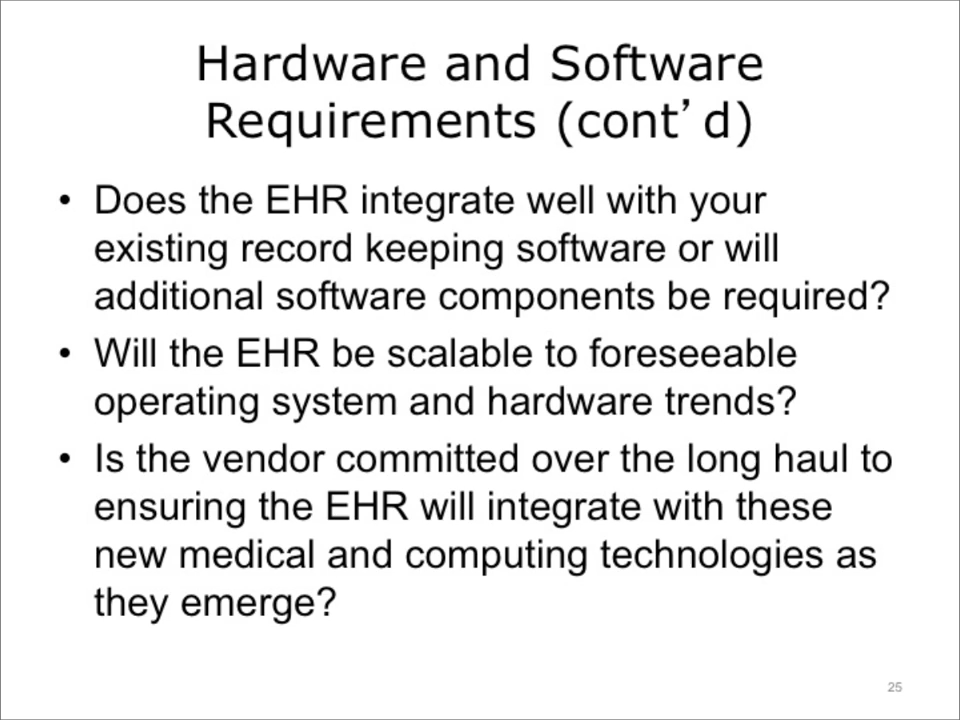 Hardware and Software
Requirements (cont’d)
• Does the EHR integrate well with your
existing record keeping software or will
additional software components be required?
• Will the EHR be scalable to foreseeable
operating system and hardware trends?
• Is the vendor committed over the long haul to
ensuring the EHR will integrate with these
new medical and computing technologies as
they emerge?
25